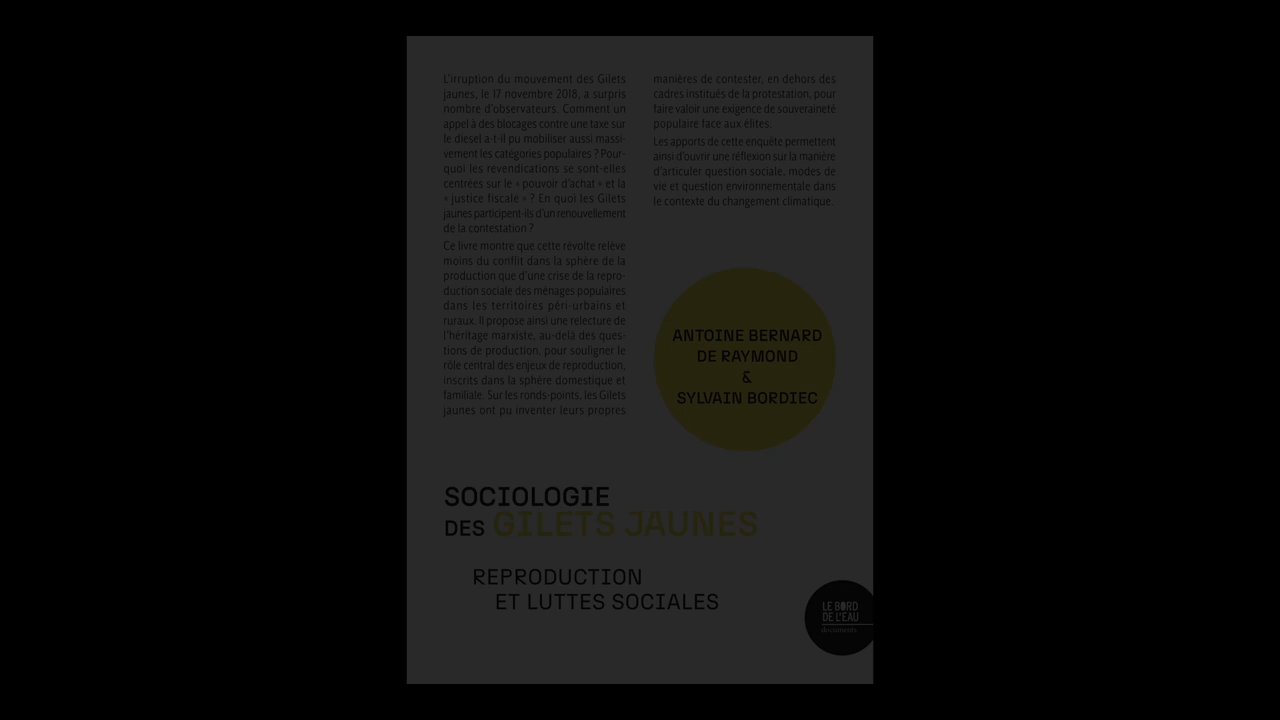 L'irruption du mouvement des Gilets
jaunes, le 17 novembre 2018, a surpris
nombre d'observateurs. Comment un
appel à des blocages contre une taxe sur
le diesel a-t-il pu mobiliser aussi massi-
vement les catégories populaires ? Pour-
quoi les revendications se sont-elles
centrées sur le « pouvoir d'achat » et la
« justice fiscale » ? En quoi les Gilets
jaunes participent-ils d'un renouvellement
de la contestation ?
Ce livre montre que cette révolte relève
moins du conflit dans la sphère de la
production que d'une crise de la repro-
duction sociale des ménages populaires
dans les territoires péri-urbains et
ruraux. Il propose ainsi une relecture de
l'héritage marxiste, au-delà des ques-
tions de production, pour souligner le
rôle central des enjeux de reproduction,
inscrits dans la sphère domestique et
familiale. Sur les ronds-points, les Gilets
jaunes ont pu inventer leurs propres
manières de contester, en dehors des
cadres institués de la protestation, pour
faire valoir une exigence de souveraineté
populaire face aux élites.
Les apports de cette enquête permettent
ainsi d'ouvrir une réflexion sur la manière
d'articuler question sociale, modes de
vie et question environnementale dans
le contexte du changement climatique.
ANTOINE BERNARD
DE RAYMOND
&
SYLVAIN BORDIEC
SOCIOLOGIE
DES GILETS JAUNES
REPRODUCTION
ET LUTTES SOCIALES
LE BORD
DE L'EAU
documents